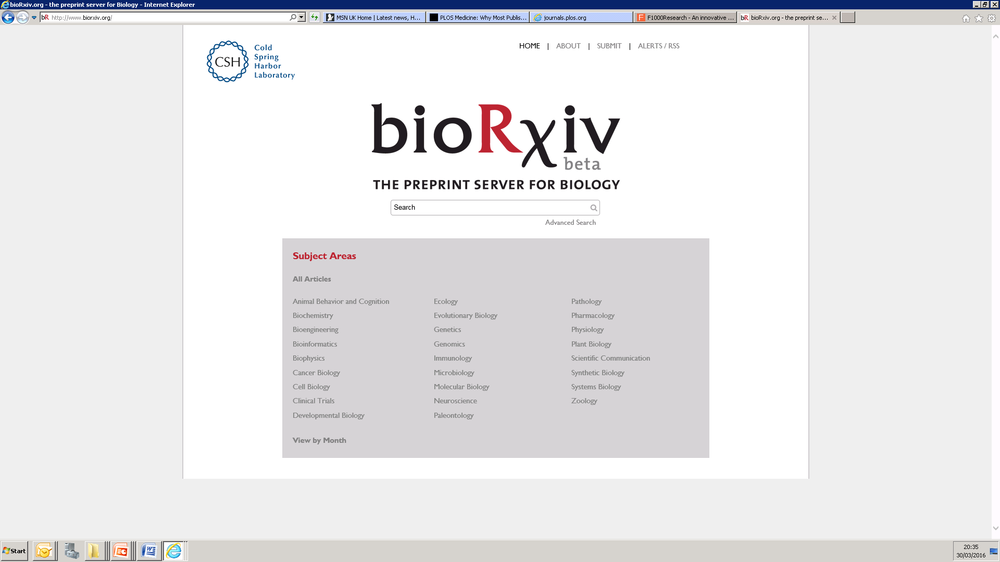 bioRxiv.org - the preprint server for Biology - Internet Explorer
bR http://www.biorxiv.org/
MSN UK Home | Latest news, H...
PLOS Medicine: Why Most Publis...
journals.plos.org
F F1000Research - An innovative ...
bR bioRxiv.org - the preprint se...
CSH
Cold
Spring
Harbor
Laboratory
HOME | ABOUT | SUBMIT | ALERTS / RSS
bioRxiv
beta
THE PREPRINT SERVER FOR BIOLOGY
Search
Advanced Search
Subject Areas
All Articles
Animal Behavior and Cognition
Biochemistry
Bioengineering
Bioinformatics
Biophysics
Cancer Biology
Cell Biology
Clinical Trials
Developmental Biology
Ecology
Evolutionary Biology
Genetics
Genomics
Immunology
Microbiology
Molecular Biology
Neuroscience
Paleontology
Pathology
Pharmacology
Physiology
Plant Biology
Scientific Communication
Synthetic Biology
Systems Biology
Zoology
View by Month
Start
20:35
30/03/2016